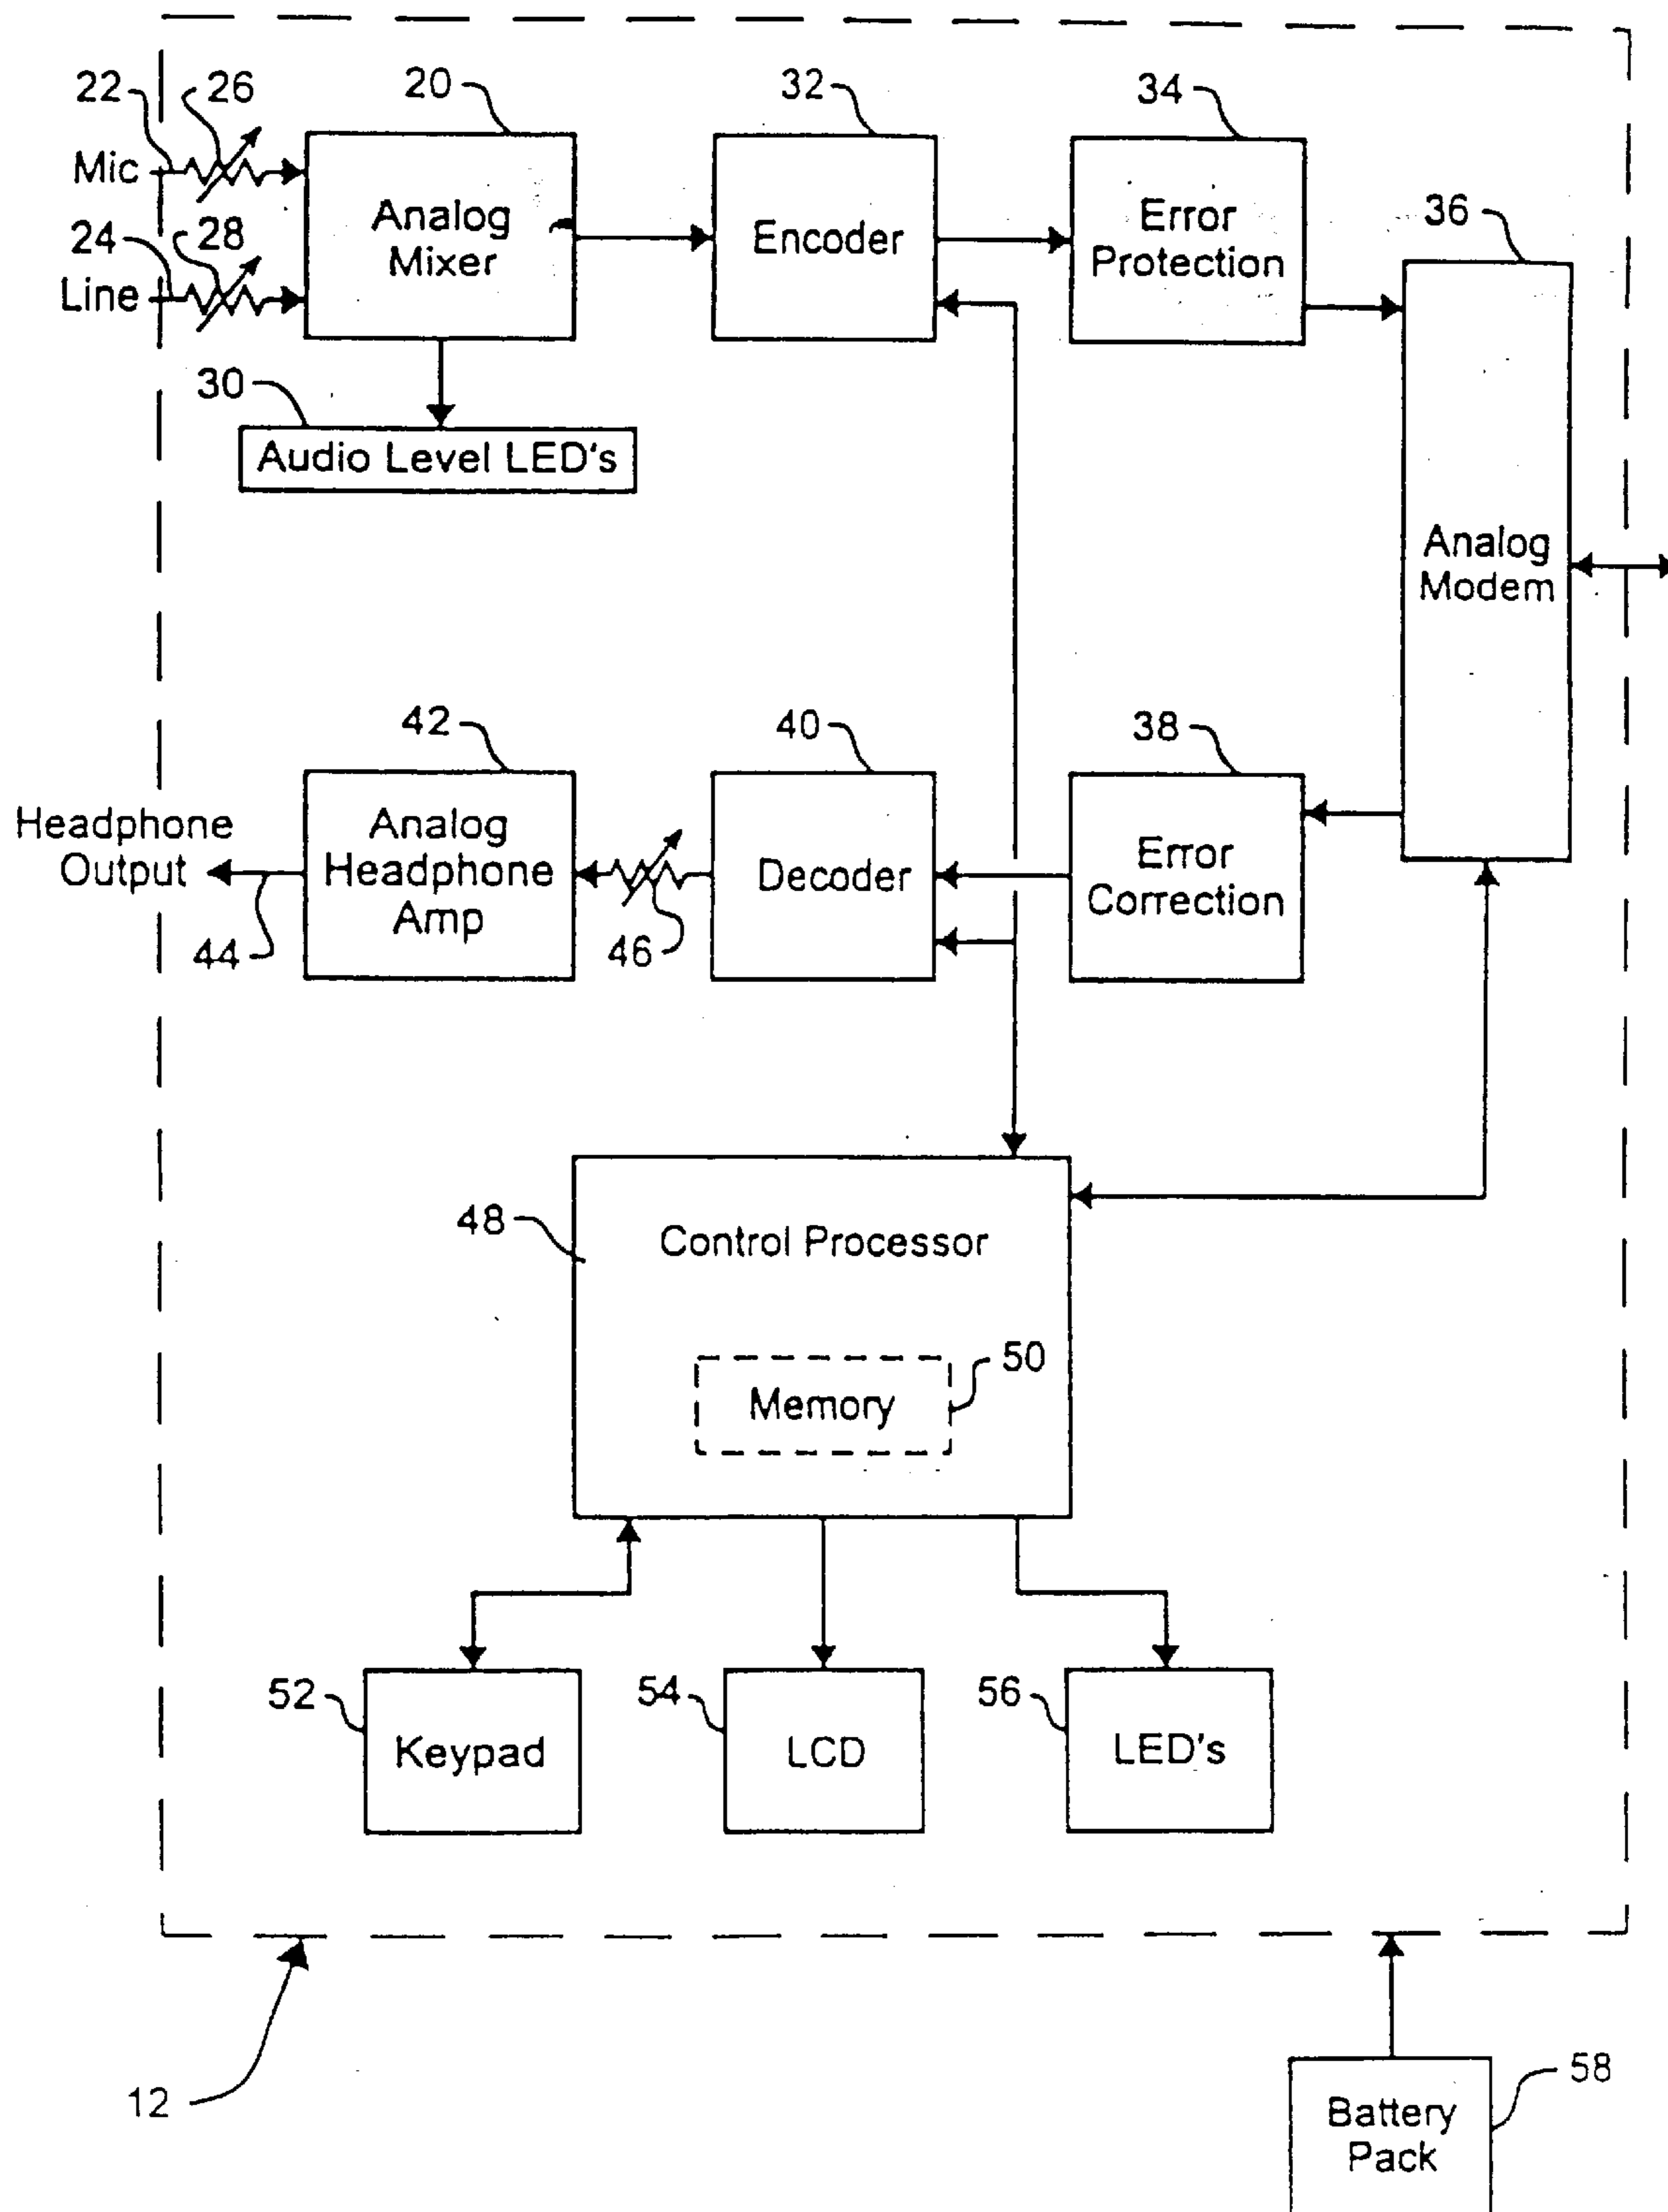 22
26
20
32
34
Mic
Analog
Mixer
Encoder
Error
Protection
36
24
28
Line
30
Audio Level LED's
Analog
Modem
42
40
38
Headphone
Output
Analog
Headphone
Amp
Decoder
Error
Correction
44
46
48
Control Processor
50
Memory
52
54
56
Keypad
LCD
LED's
12
58
Battery
Pack